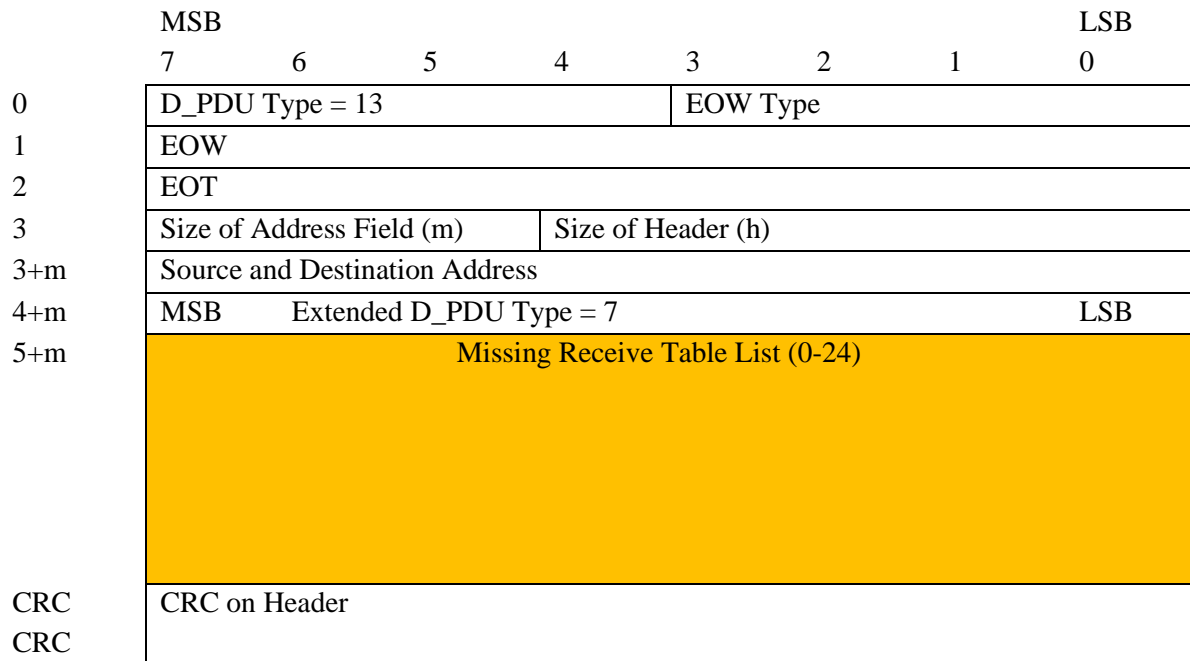 MSB LSB
7 6 5 4 3 2 1 0
0 D_PDU Type = 13 EOW Type
1 EOW
2 EOT
3 Size of Address Field (m) Size of Header (h)
3+m Source and Destination Address
4+m MSB Extended D_PDU Type = 7 LSB
5+m Missing Receive Table List (0-24)
CRC CRC on Header
CRC